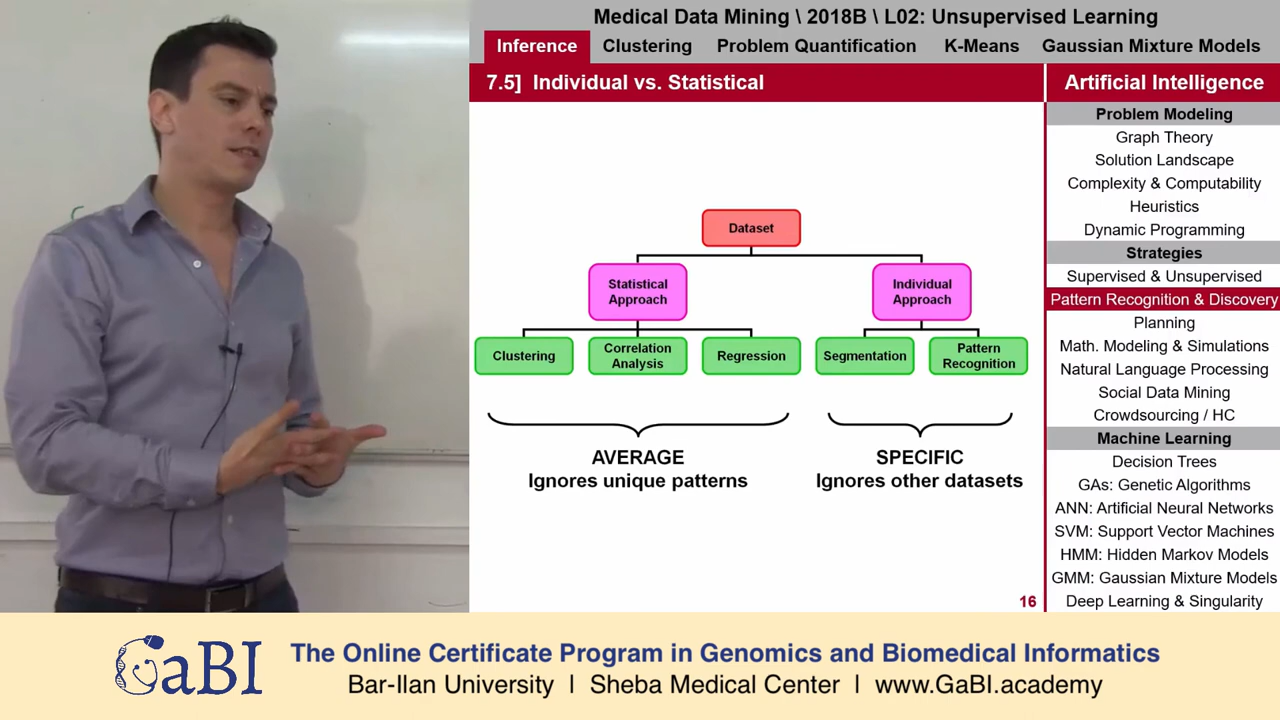 Medical Data Mining \ 2018B \ L02: Unsupervised Learning
Inference Clustering Problem Quantification K-Means Gaussian Mixture Models
7.5] Individual vs. Statistical
Dataset
Statistical
Approach
Individual
Approach
Clustering
Correlation
Analysis
Regression
Segmentation
Pattern
Recognition
AVERAGE
Ignores unique patterns
SPECIFIC
Ignores other datasets
16
Artificial Intelligence
Problem Modeling
Graph Theory
Solution Landscape
Complexity & Computability
Heuristics
Dynamic Programming
Strategies
Supervised & Unsupervised
Pattern Recognition & Discovery
Planning
Math. Modeling & Simulations
Natural Language Processing
Social Data Mining
Crowdsourcing / HC
Machine Learning
Decision Trees
GAs: Genetic Algorithms
ANN: Artificial Neural Networks
SVM: Support Vector Machines
HMM: Hidden Markov Models
GMM: Gaussian Mixture Models
Deep Learning & Singularity
GaBI
The Online Certificate Program in Genomics and Biomedical Informatics
Bar-Ilan University | Sheba Medical Center | www.GaBI.academy